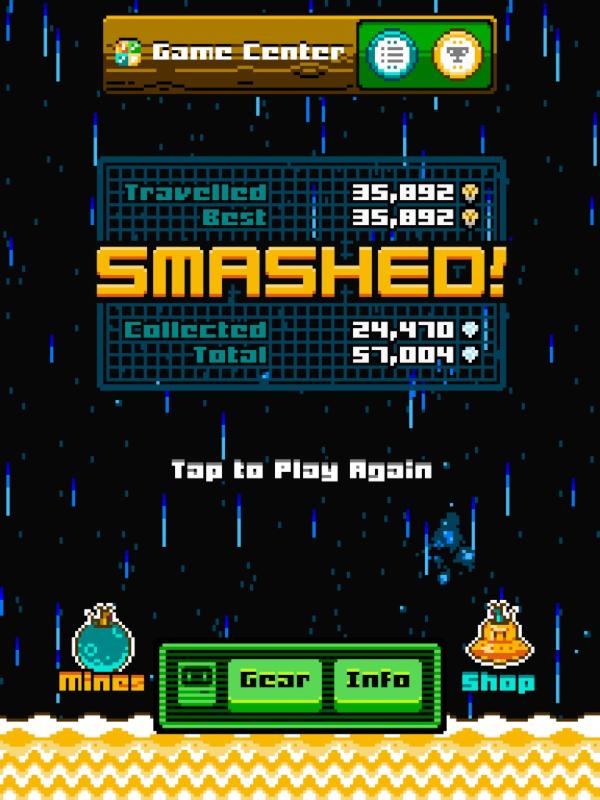 Game Center
Travelled 35,892
Best 35,892
SMASHED!
Collected 24,470
Total 57,004
Tap to Play Again
Mines Gear Info Shop